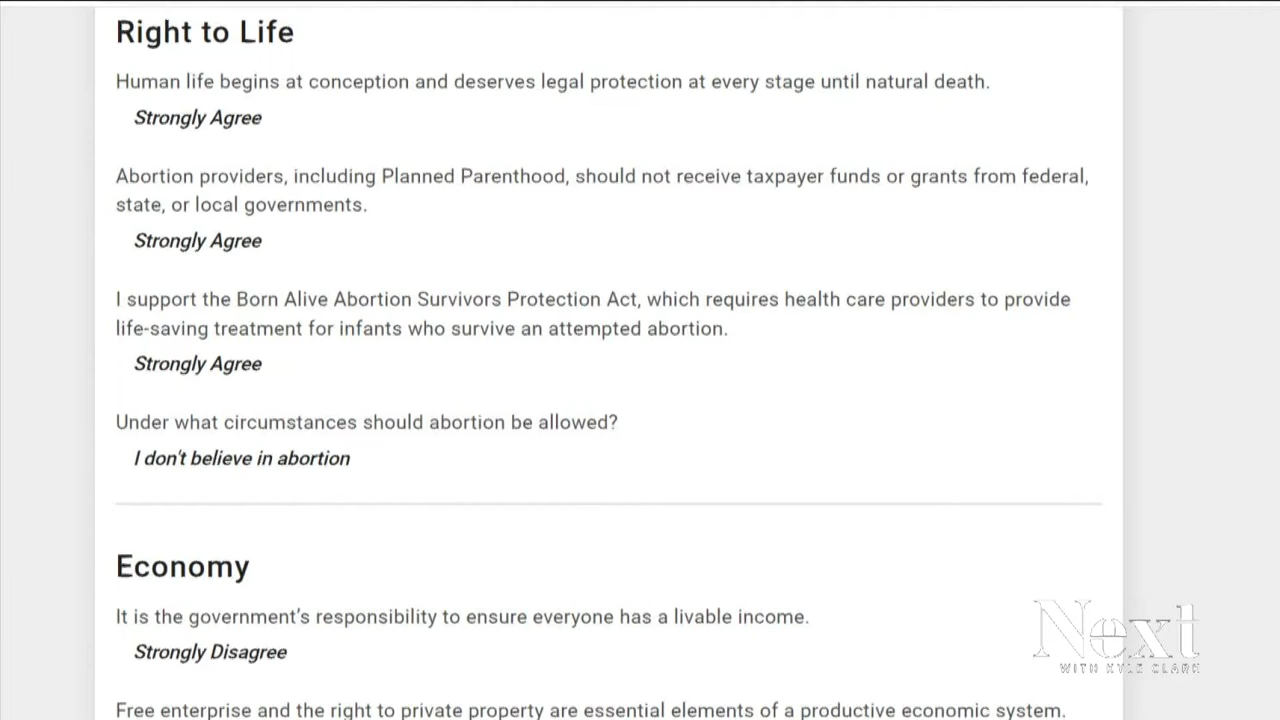 Right to Life
Human life begins at conception and deserves legal protection at every stage until natural death.
Strongly Agree
Abortion providers, including Planned Parenthood, should not receive taxpayer funds or grants from federal,
state, or local governments.
Strongly Agree
I support the Born Alive Abortion Survivors Protection Act, which requires health care providers to provide
life-saving treatment for infants who survive an attempted abortion.
Strongly Agree
Under what circumstances should abortion be allowed?
I don't believe in abortion
Economy
It is the government's responsibility to ensure everyone has a livable income.
Strongly Disagree
Free enterprise and the right to private property are essential elements of a productive economic system.
Next
WITH KYLE CLARK